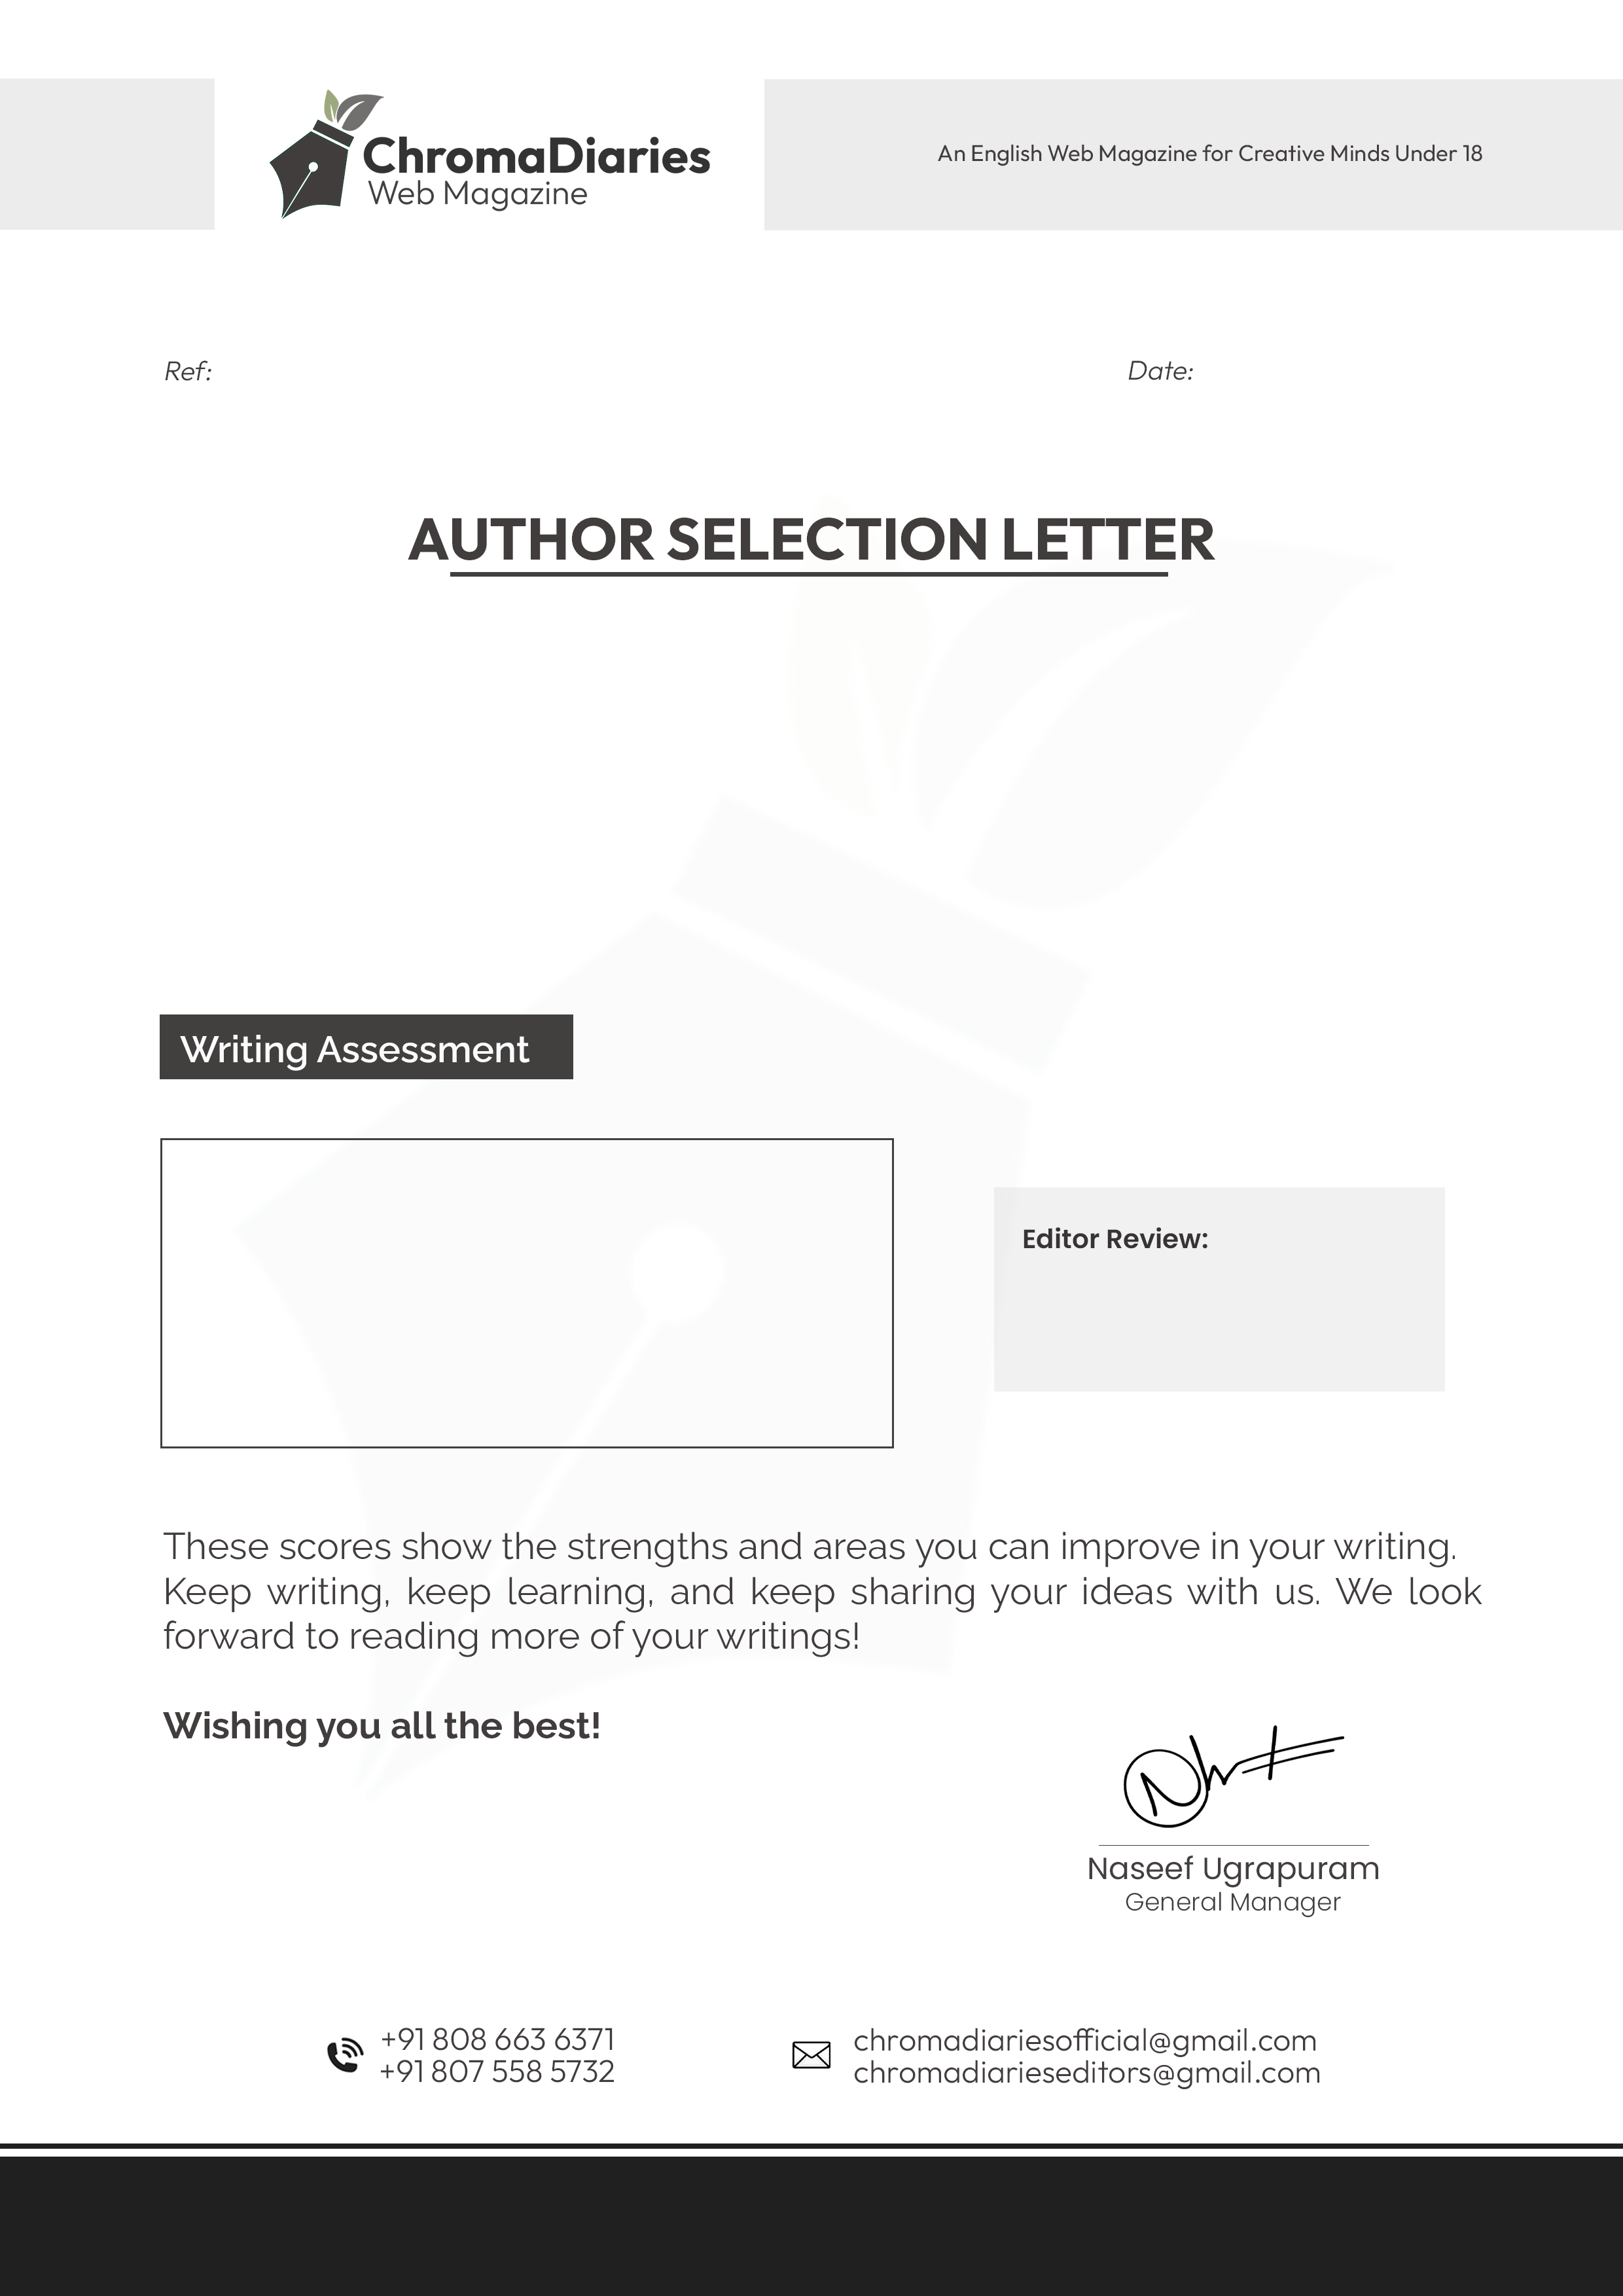 ChromaDiaries
Web Magazine
An English Web Magazine for Creative Minds Under 18
Ref:
Date:
AUTHOR SELECTION LETTER
Writing Assessment
Editor Review:
These scores show the strengths and areas you can improve in your writing.
Keep writing, keep learning, and keep sharing your ideas with us. We look
forward to reading more of your writings!
Wishing you all the best!
Naseef Ugrapuram
General Manager
+91 808 663 6371
+91 807 558 5732
chromadiariesofficial@gmail.com
chromadiarieseditors@gmail.com